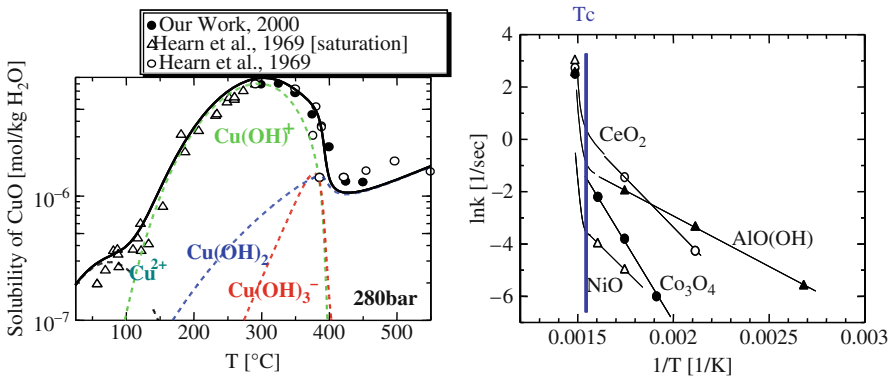 Our Work, 2000
Hearn et al., 1969 [saturation]
Hearn et al., 1969
Solubility of CuO [mol/kg H2O]
10^-6
10^-7
Cu(OH)^+
Cu(OH)2
Cu(OH)3^-
Cu^2+
280bar
100 200 300 400 500
T [°C]
Tc
lnk [1/sec]
4
2
0
-2
-4
-6
CeO2
AlO(OH)
Co3O4
NiO
0.0015 0.002 0.0025 0.003
1/T [1/K]